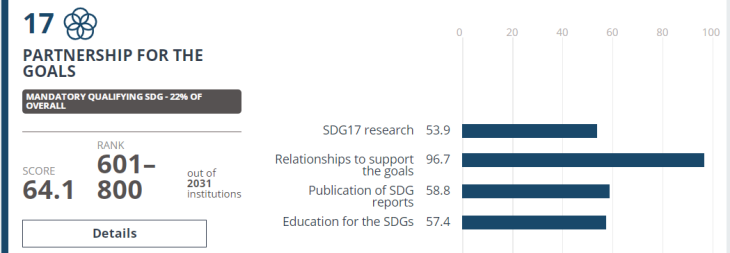 17
PARTNERSHIP FOR THE
GOALS
MANDATORY QUALIFYING SDG - 22% OF
OVERALL
SCORE
64.1
RANK
601–
800
out of
2031
institutions
Details
0 20 40 60 80 100
SDG17 research 53.9
Relationships to support 96.7
the goals
Publication of SDG 58.8
reports
Education for the SDGs 57.4